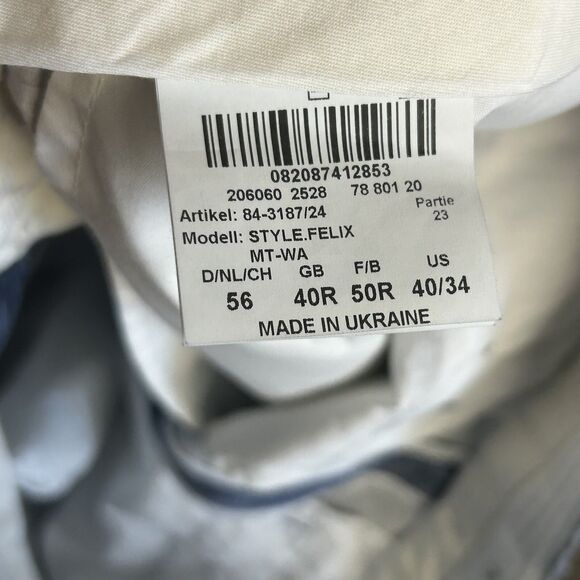 082087412853
206060 2528 78 801 20
Artikel: 84-3187/24 Partie
Modell: STYLE.FELIX 23
MT-WA
D/NL/CH GB F/B US
56 40R 50R 40/34
MADE IN UKRAINE